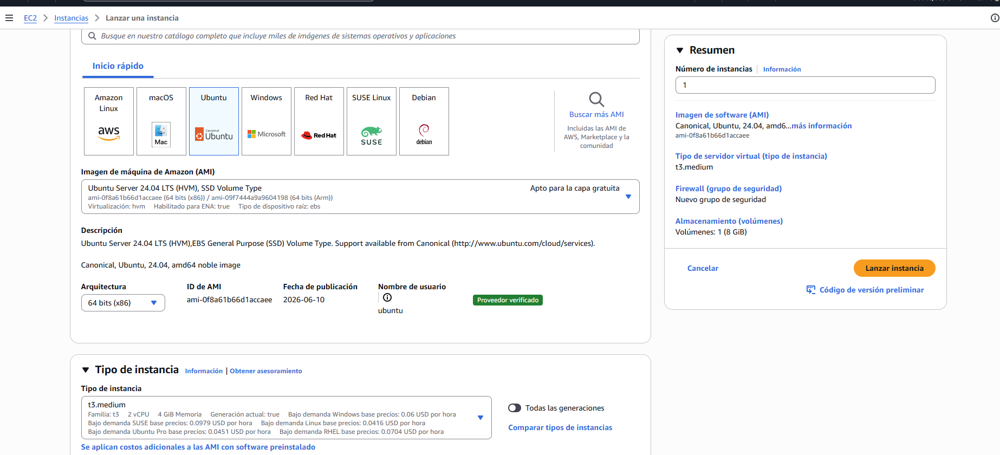 EC2 > Instancias > Lanzar una instancia
Busque en nuestro catálogo completo que incluye miles de imágenes de sistemas operativos y aplicaciones
Inicio rápido
Amazon Linux
aws
macOS
Mac
Ubuntu
Canonical Ubuntu
Windows
Microsoft
Red Hat
Red Hat
SUSE Linux
SUSE
Debian
debian
Buscar más AMI
Incluidas las AMI de
AWS, Marketplace y la
comunidad
Imagen de máquina de Amazon (AMI)
Ubuntu Server 24.04 LTS (HVM), SSD Volume Type
Apto para la capa gratuita
ami-0f8a61b66d1accaee (64 bits (x86)) / ami-09f7444a9a9604198 (64 bits (Arm))
Virtualización: hvm Habilitado para ENA: true Tipo de dispositivo raíz: ebs
Descripción
Ubuntu Server 24.04 LTS (HVM),EBS General Purpose (SSD) Volume Type. Support available from Canonical (http://www.ubuntu.com/cloud/services).
Canonical, Ubuntu, 24.04, amd64 noble image
Arquitectura
64 bits (x86)
ID de AMI
ami-0f8a61b66d1accaee
Fecha de publicación
2026-06-10
Nombre de usuario
ubuntu
Proveedor verificado
Tipo de instancia Información | Obtener asesoramiento
Tipo de instancia
t3.medium
Familia: t3 2 vCPU 4 GiB Memoria Generación actual: true Bajo demanda Windows base precios: 0.06 USD por hora
Bajo demanda SUSE base precios: 0.0979 USD por hora Bajo demanda Linux base precios: 0.0416 USD por hora
Bajo demanda Ubuntu Pro base precios: 0.0451 USD por hora Bajo demanda RHEL base precios: 0.0704 USD por hora
Todas las generaciones
Comparar tipos de instancias
Se aplican costos adicionales a las AMI con software preinstalado
Resumen
Número de instancias Información
1
Imagen de software (AMI)
Canonical, Ubuntu, 24.04, amd6...más información
ami-0f8a61b66d1accaee
Tipo de servidor virtual (tipo de instancia)
t3.medium
Firewall (grupo de seguridad)
Nuevo grupo de seguridad
Almacenamiento (volúmenes)
Volúmenes: 1 (8 GiB)
Cancelar
Lanzar instancia
Código de versión preliminar